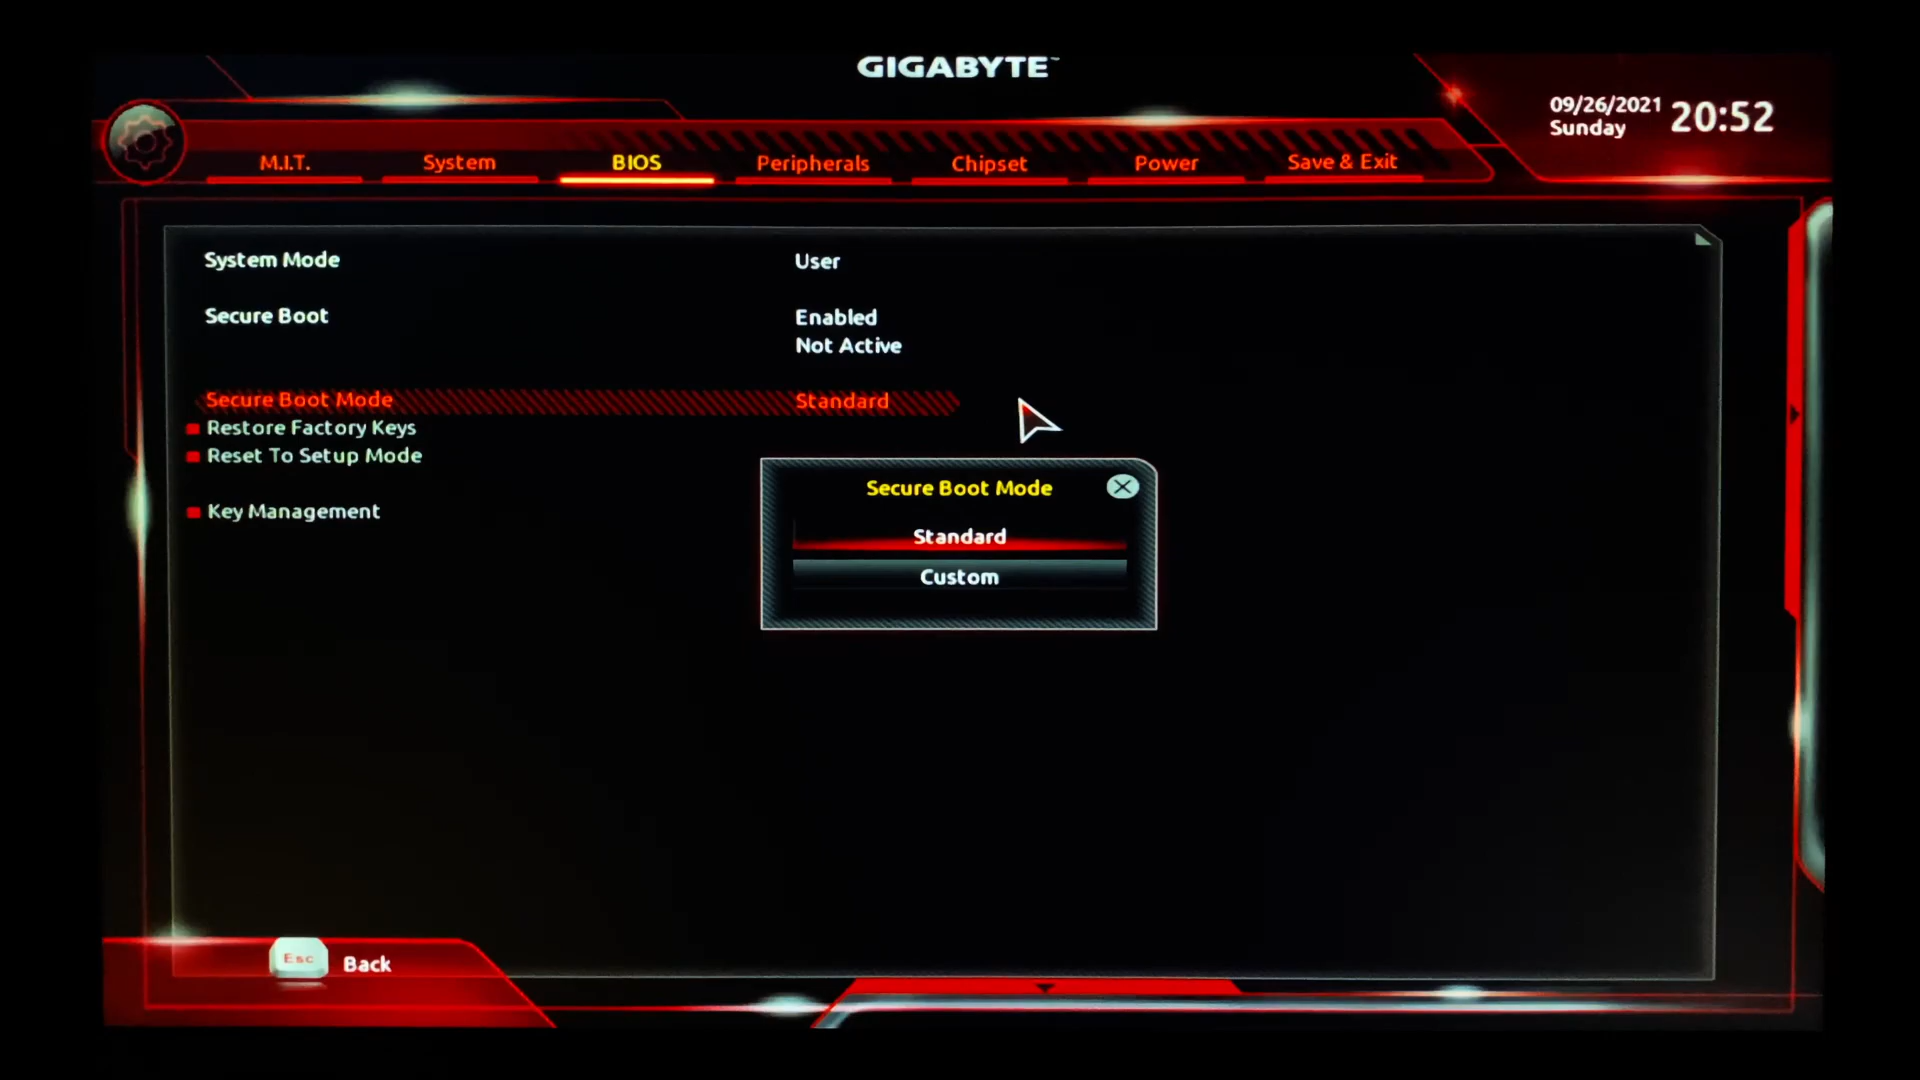 GIGABYTE™
09/26/2021
Sunday
20:52
M.I.T. System BIOS Peripherals Chipset Power Save & Exit
System Mode User
Secure Boot Enabled
Not Active
Secure Boot Mode Standard
Restore Factory Keys
Reset To Setup Mode
Key Management
Secure Boot Mode
Standard
Custom
Esc Back